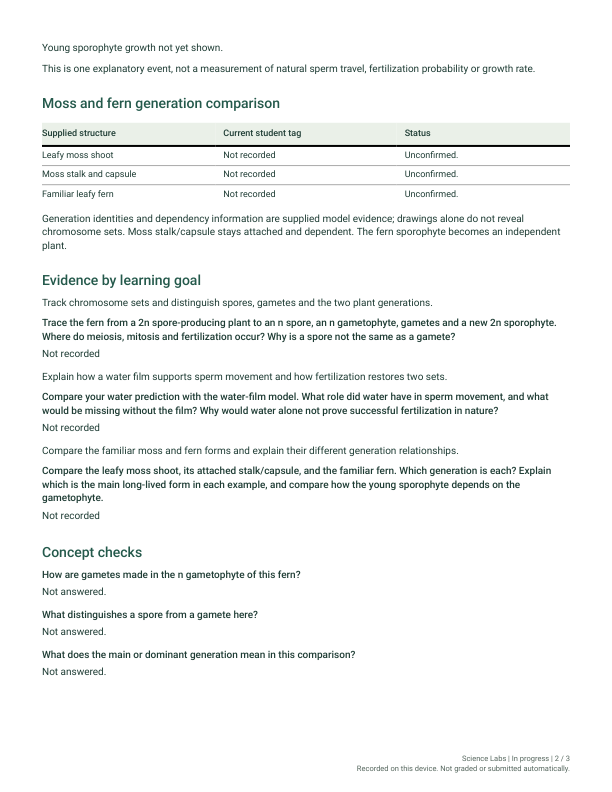 Young sporophyte growth not yet shown.
This is one explanatory event, not a measurement of natural sperm travel, fertilization probability or growth rate.
Moss and fern generation comparison
Supplied structure Current student tag Status
Leafy moss shoot Not recorded Unconfirmed.
Moss stalk and capsule Not recorded Unconfirmed.
Familiar leafy fern Not recorded Unconfirmed.
Generation identities and dependency information are supplied model evidence; drawings alone do not reveal
chromosome sets. Moss stalk/capsule stays attached and dependent. The fern sporophyte becomes an independent
plant.
Evidence by learning goal
Track chromosome sets and distinguish spores, gametes and the two plant generations.
Trace the fern from a 2n spore-producing plant to an n spore, an n gametophyte, gametes and a new 2n sporophyte.
Where do meiosis, mitosis and fertilization occur? Why is a spore not the same as a gamete?
Not recorded
Explain how a water film supports sperm movement and how fertilization restores two sets.
Compare your water prediction with the water-film model. What role did water have in sperm movement, and what
would be missing without the film? Why would water alone not prove successful fertilization in nature?
Not recorded
Compare the familiar moss and fern forms and explain their different generation relationships.
Compare the leafy moss shoot, its attached stalk/capsule, and the familiar fern. Which generation is each? Explain
which is the main long-lived form in each example, and compare how the young sporophyte depends on the
gametophyte.
Not recorded
Concept checks
How are gametes made in the n gametophyte of this fern?
Not answered.
What distinguishes a spore from a gamete here?
Not answered.
What does the main or dominant generation mean in this comparison?
Not answered.
Science Labs | In progress | 2 / 3
Recorded on this device. Not graded or submitted automatically.